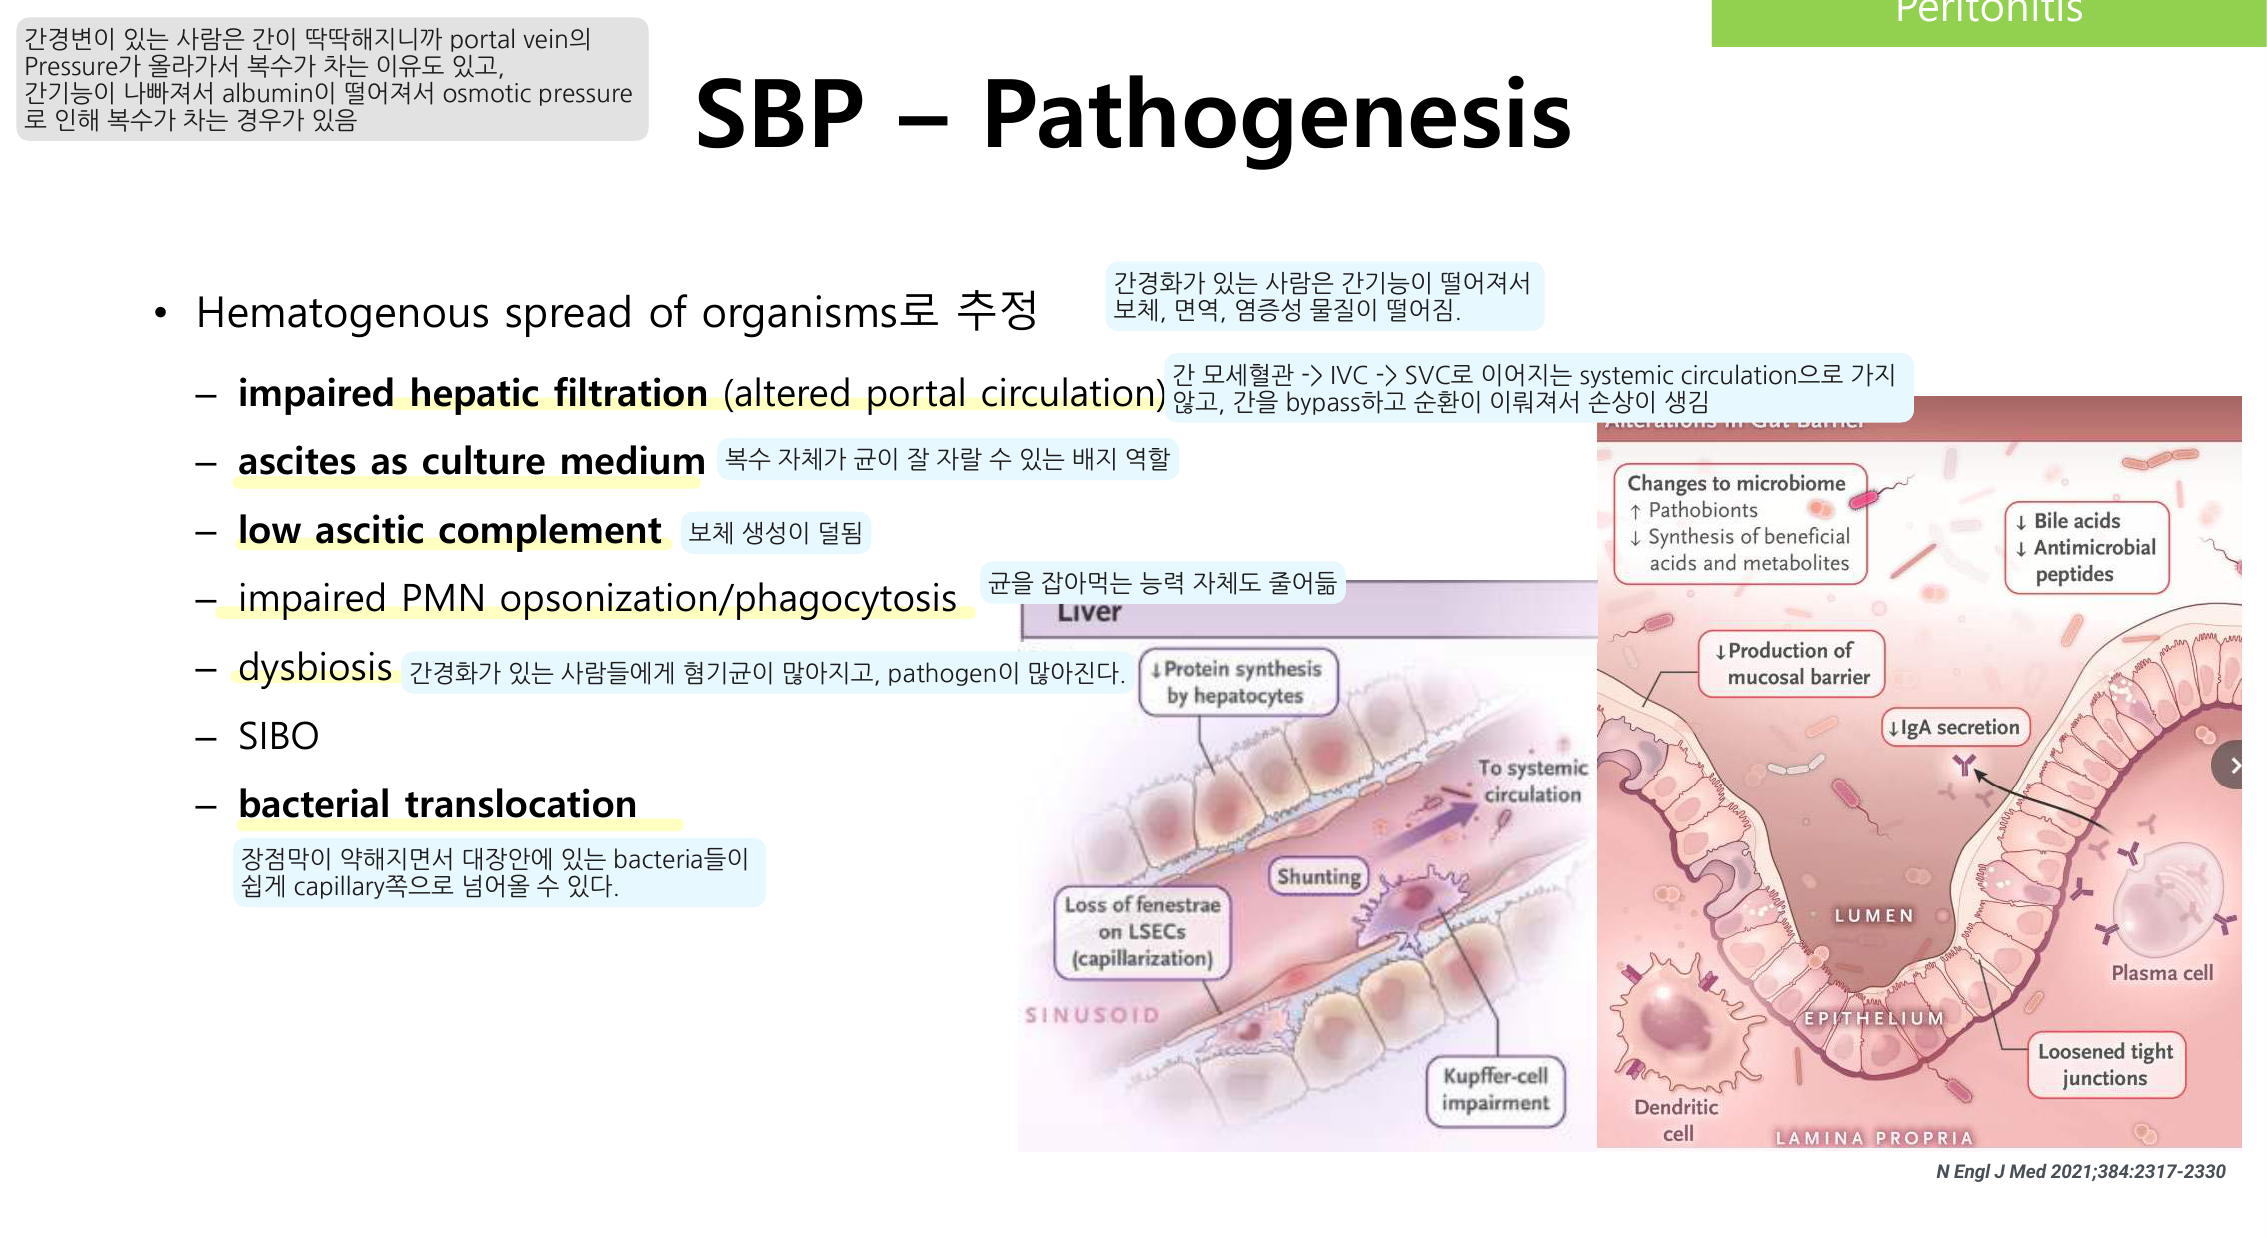 Peritonitis
간경변이 있는 사람은 간이 딱딱해지니까 portal vein의
Pressure가 올라가서 복수가 차는 이유도 있고,
간기능이 나빠져서 albumin이 떨어져서 osmotic pressure
로 인해 복수가 차는 경우가 있음
SBP – Pathogenesis
• Hematogenous spread of organisms로 추정
간경화가 있는 사람은 간기능이 떨어져서
보체, 면역, 염증성 물질이 떨어짐.
– impaired hepatic filtration (altered portal circulation)
간 모세혈관 -> IVC -> SVC로 이어지는 systemic circulation으로 가지
않고, 간을 bypass하고 순환이 이뤄져서 손상이 생김
– ascites as culture medium
복수 자체가 균이 잘 자랄 수 있는 배지 역할
– low ascitic complement
보체 생성이 덜됨
– impaired PMN opsonization/phagocytosis
균을 잡아먹는 능력 자체도 줄어듦
– dysbiosis
간경화가 있는 사람들에게 혐기균이 많아지고, pathogen이 많아진다.
– SIBO
– bacterial translocation
장점막이 약해지면서 대장안에 있는 bacteria들이
쉽게 capillary쪽으로 넘어올 수 있다.
Liver
↓Protein synthesis
by hepatocytes
To systemic
circulation
Shunting
Loss of fenestrae
on LSECs
(capillarization)
SINUSOID
Kupffer-cell
impairment
Alterations in Gut Barrier
Changes to microbiome
↑ Pathobionts
↓ Synthesis of beneficial
acids and metabolites
↓ Bile acids
↓ Antimicrobial
peptides
↓Production of
mucosal barrier
↓IgA secretion
LUMEN
Plasma cell
EPITHELIUM
Loosened tight
junctions
Dendritic
cell
LAMINA PROPRIA
N Engl J Med 2021;384:2317-2330